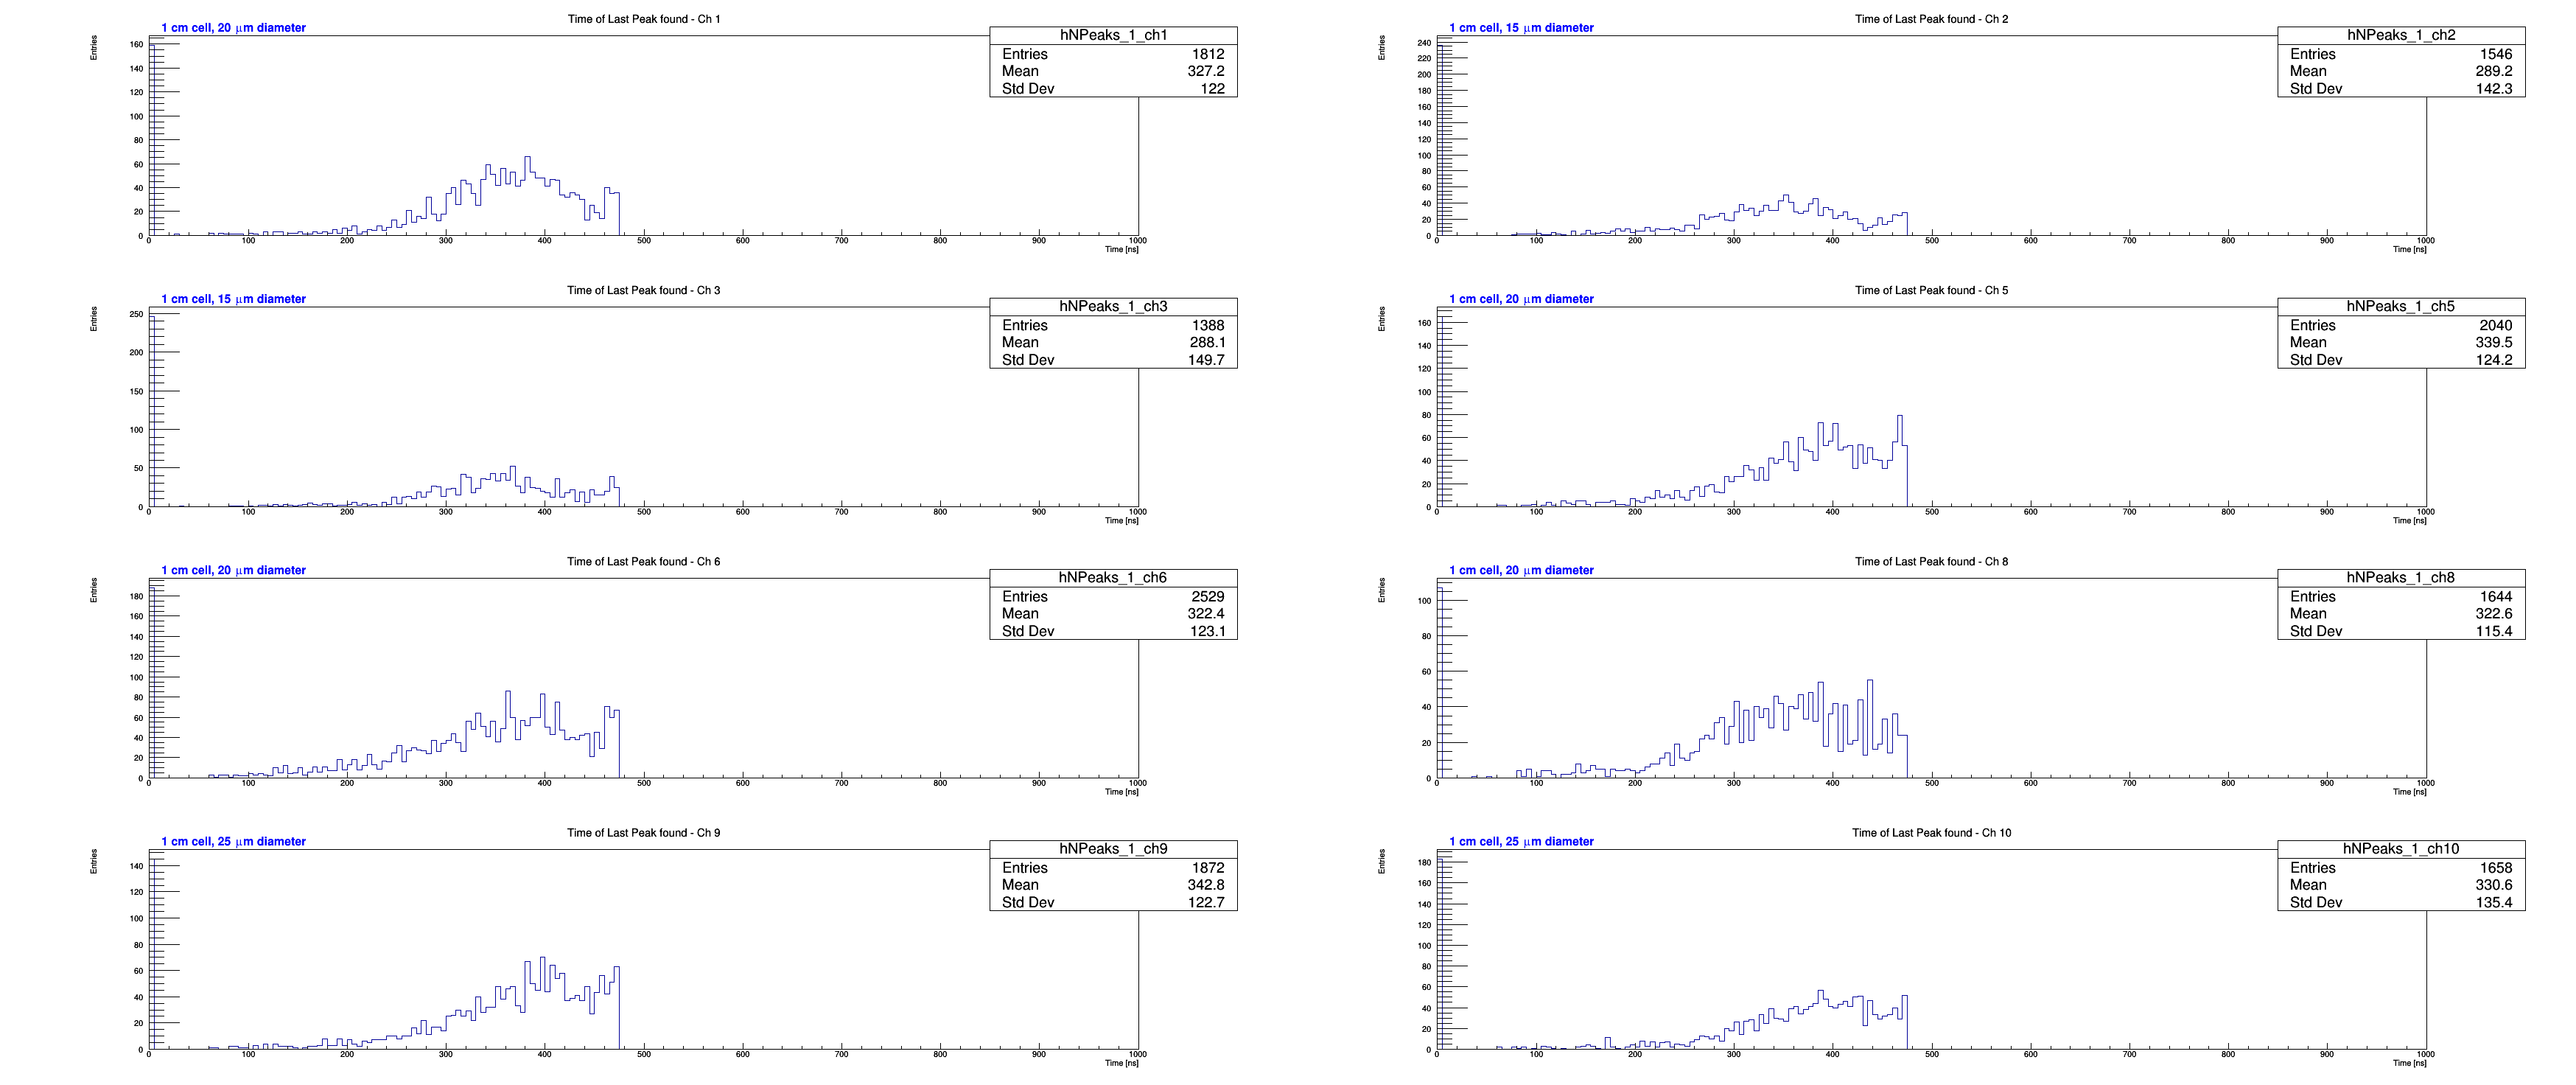 Time of Last Peak found - Ch 1
1 cm cell, 20 μm diameter
Entries
hNPeaks_1_ch1
Entries 1812
Mean 327.2
Std Dev 122
160
140
120
100
80
60
40
20
0
0 100 200 300 400 500 600 700 800 900 1000
Time [ns]
Time of Last Peak found - Ch 2
1 cm cell, 15 μm diameter
Entries
hNPeaks_1_ch2
Entries 1546
Mean 289.2
Std Dev 142.3
240
220
200
180
160
140
120
100
80
60
40
20
0
0 100 200 300 400 500 600 700 800 900 1000
Time [ns]
Time of Last Peak found - Ch 3
1 cm cell, 15 μm diameter
Entries
hNPeaks_1_ch3
Entries 1388
Mean 288.1
Std Dev 149.7
250
200
150
100
50
0
0 100 200 300 400 500 600 700 800 900 1000
Time [ns]
Time of Last Peak found - Ch 5
1 cm cell, 20 μm diameter
Entries
hNPeaks_1_ch5
Entries 2040
Mean 339.5
Std Dev 124.2
160
140
120
100
80
60
40
20
0
0 100 200 300 400 500 600 700 800 900 1000
Time [ns]
Time of Last Peak found - Ch 6
1 cm cell, 20 μm diameter
Entries
hNPeaks_1_ch6
Entries 2529
Mean 322.4
Std Dev 123.1
180
160
140
120
100
80
60
40
20
0
0 100 200 300 400 500 600 700 800 900 1000
Time [ns]
Time of Last Peak found - Ch 8
1 cm cell, 20 μm diameter
Entries
hNPeaks_1_ch8
Entries 1644
Mean 322.6
Std Dev 115.4
100
80
60
40
20
0
0 100 200 300 400 500 600 700 800 900 1000
Time [ns]
Time of Last Peak found - Ch 9
1 cm cell, 25 μm diameter
Entries
hNPeaks_1_ch9
Entries 1872
Mean 342.8
Std Dev 122.7
140
120
100
80
60
40
20
0
0 100 200 300 400 500 600 700 800 900 1000
Time [ns]
Time of Last Peak found - Ch 10
1 cm cell, 25 μm diameter
Entries
hNPeaks_1_ch10
Entries 1658
Mean 330.6
Std Dev 135.4
180
160
140
120
100
80
60
40
20
0
0 100 200 300 400 500 600 700 800 900 1000
Time [ns]